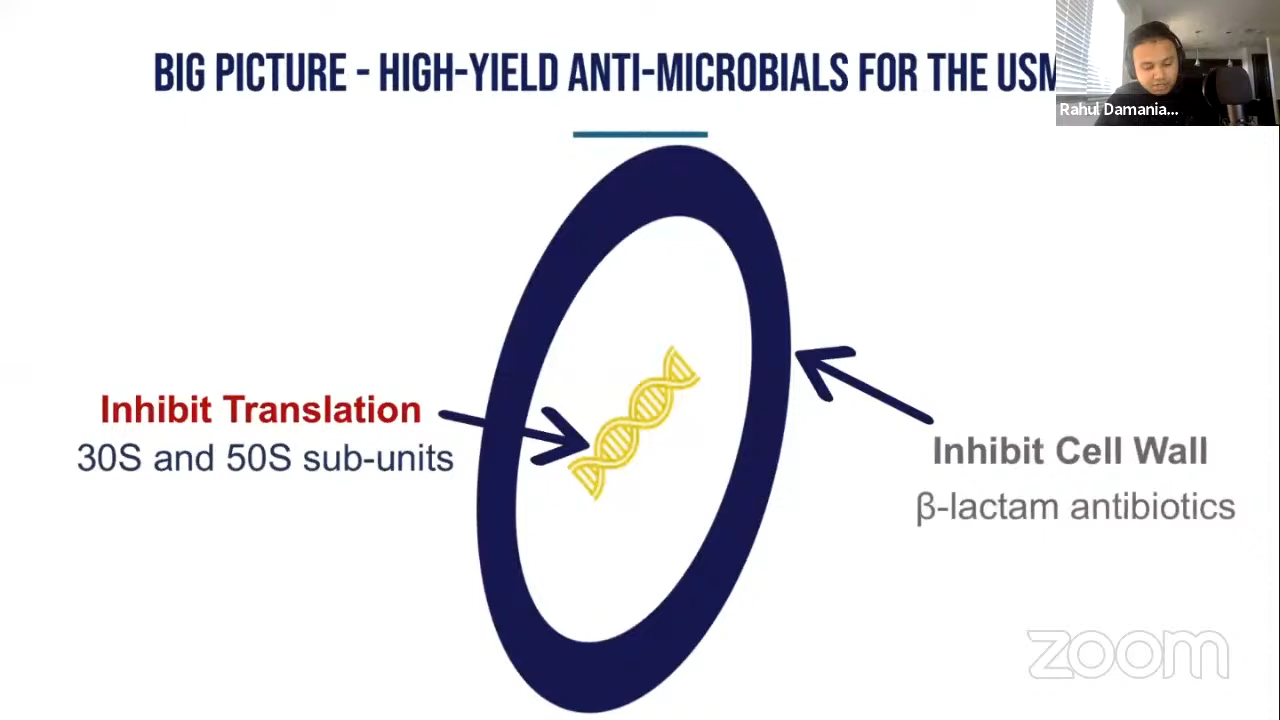 BIG PICTURE - HIGH-YIELD ANTI-MICROBIALS FOR THE USM
Rahul Damania...
Inhibit Translation
30S and 50S sub-units
Inhibit Cell Wall
β-lactam antibiotics
zoom